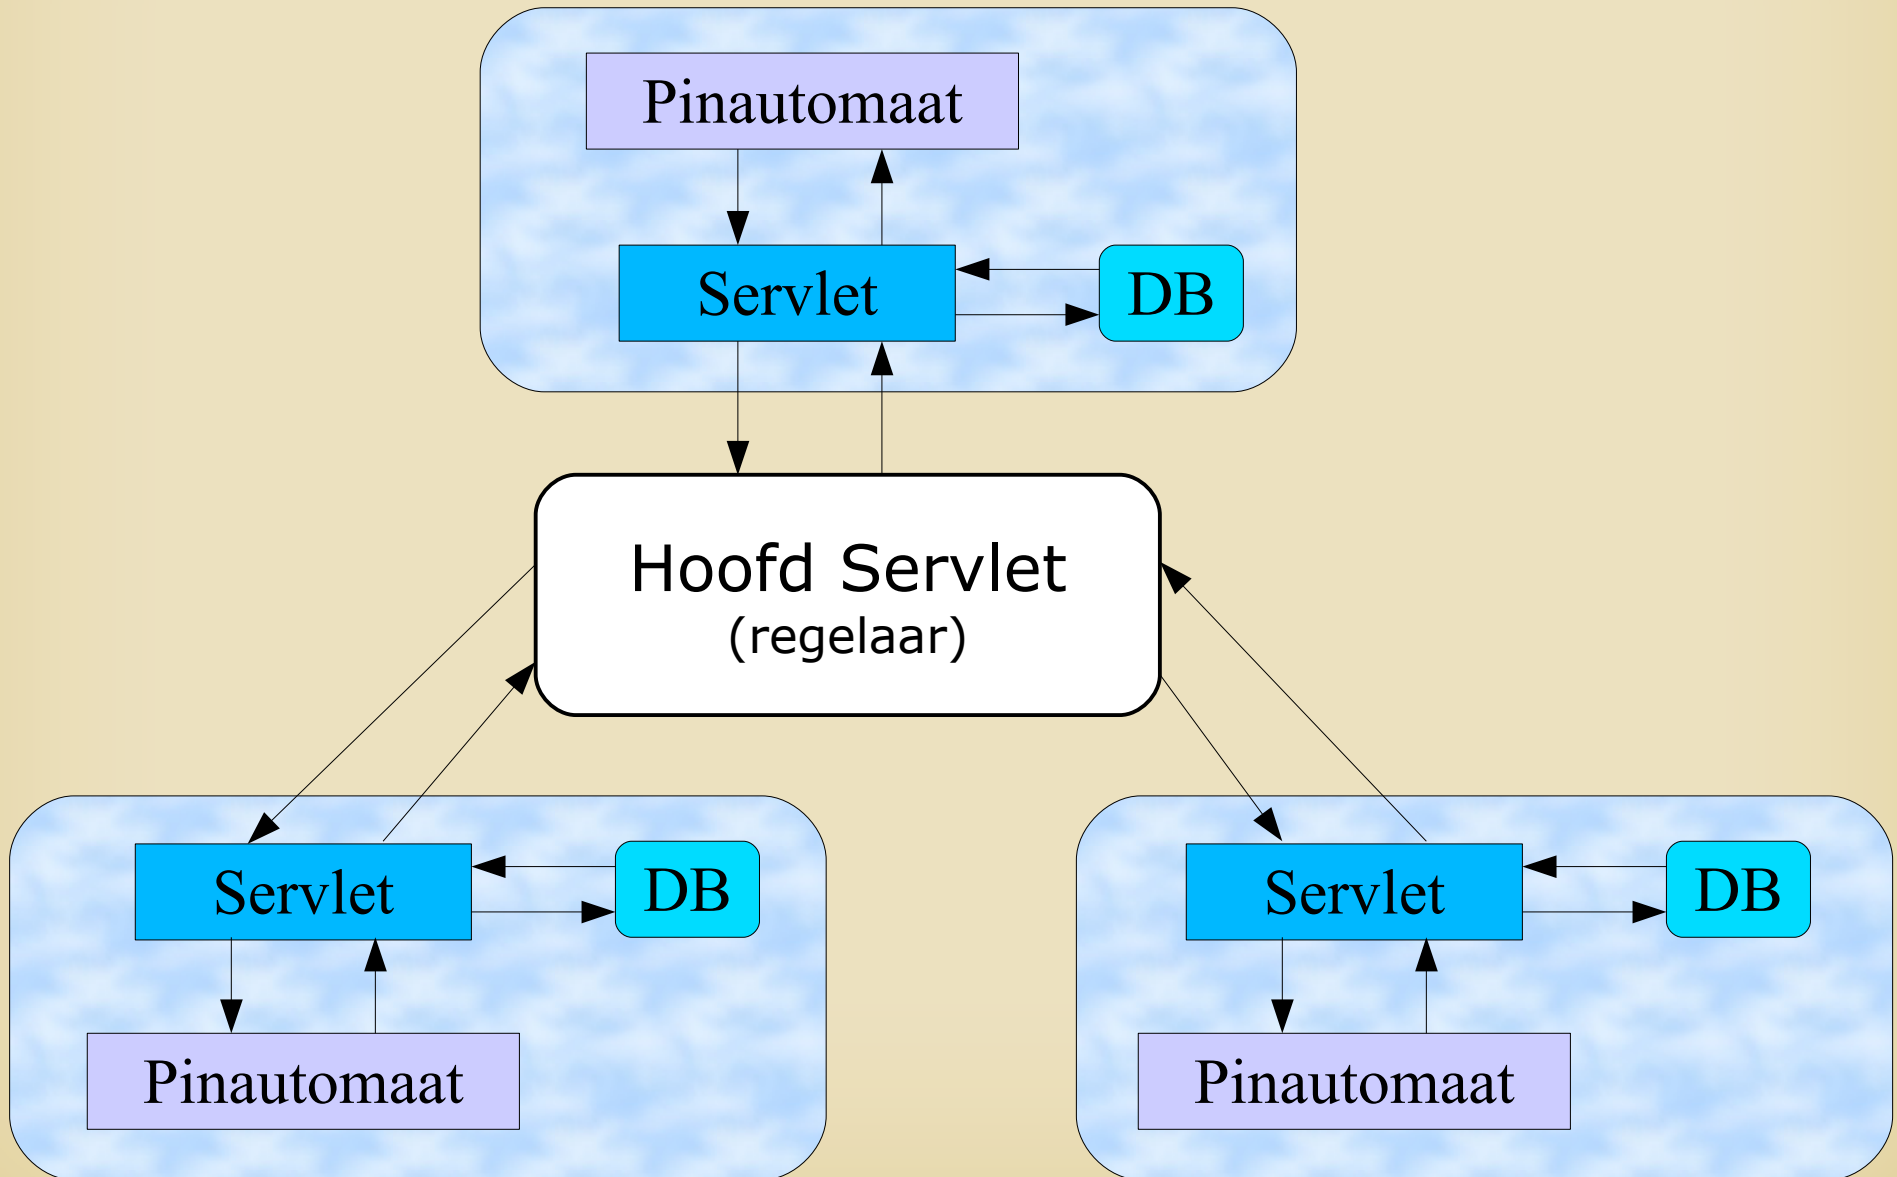 Pinautomaat
Servlet
DB
Hoofd Servlet
(regelaar)
Servlet
DB
Pinautomaat
Servlet
DB
Pinautomaat